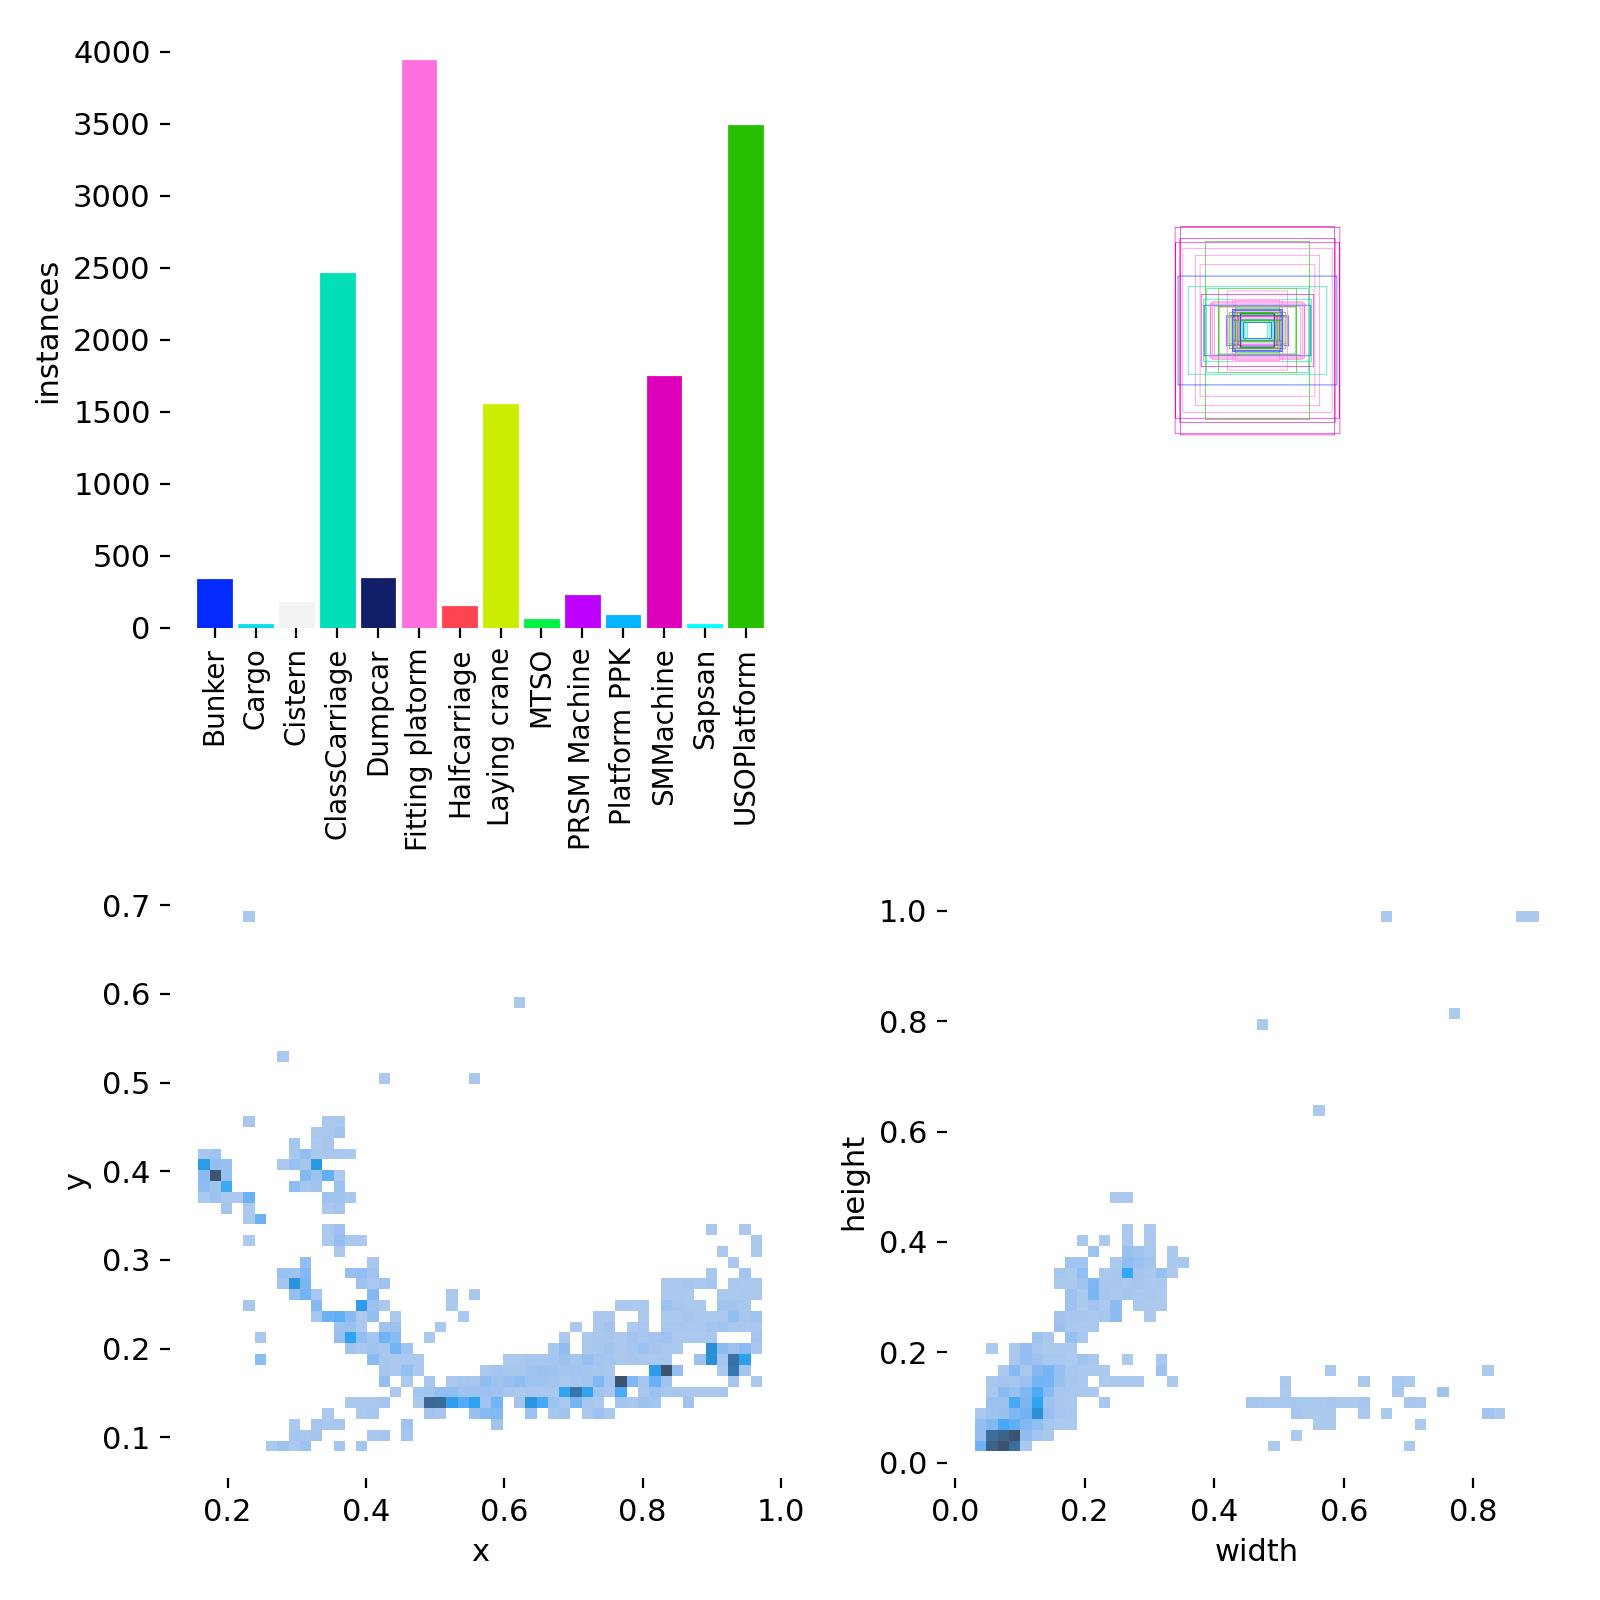 4000
3500
3000
2500
2000
1500
1000
500
0
instances
Bunker
Cargo
Cistern
ClassCarriage
Dumpcar
Fitting platorm
Halfcarriage
Laying crane
MTSO
PRSM Machine
Platform PPK
SMMachine
Sapsan
USOPlatform
0.7
0.6
0.5
0.4
0.3
0.2
0.1
y
0.2 0.4 0.6 0.8 1.0
x
1.0
0.8
0.6
0.4
0.2
0.0
height
0.0 0.2 0.4 0.6 0.8
width